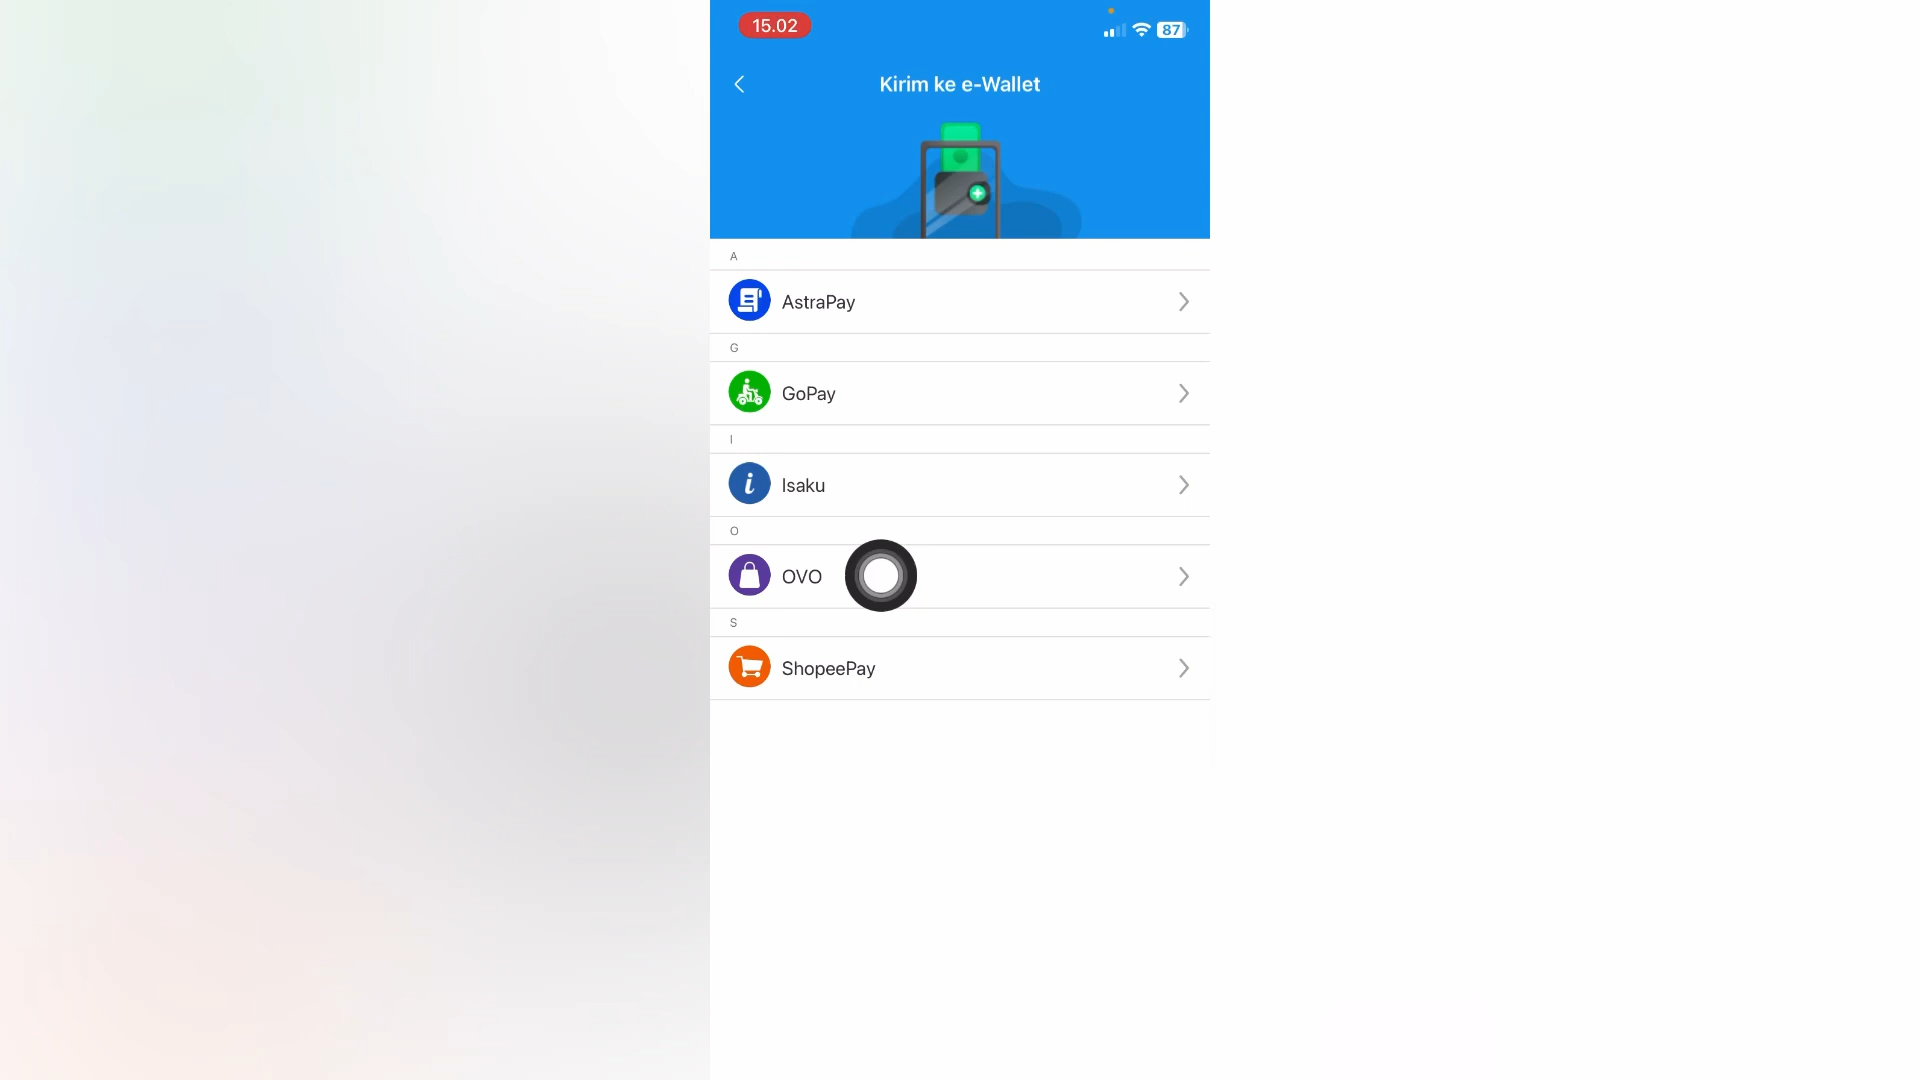 15.02
87
Kirim ke e-Wallet
A
AstraPay
G
GoPay
I
i
Isaku
O
OVO
S
ShopeePay